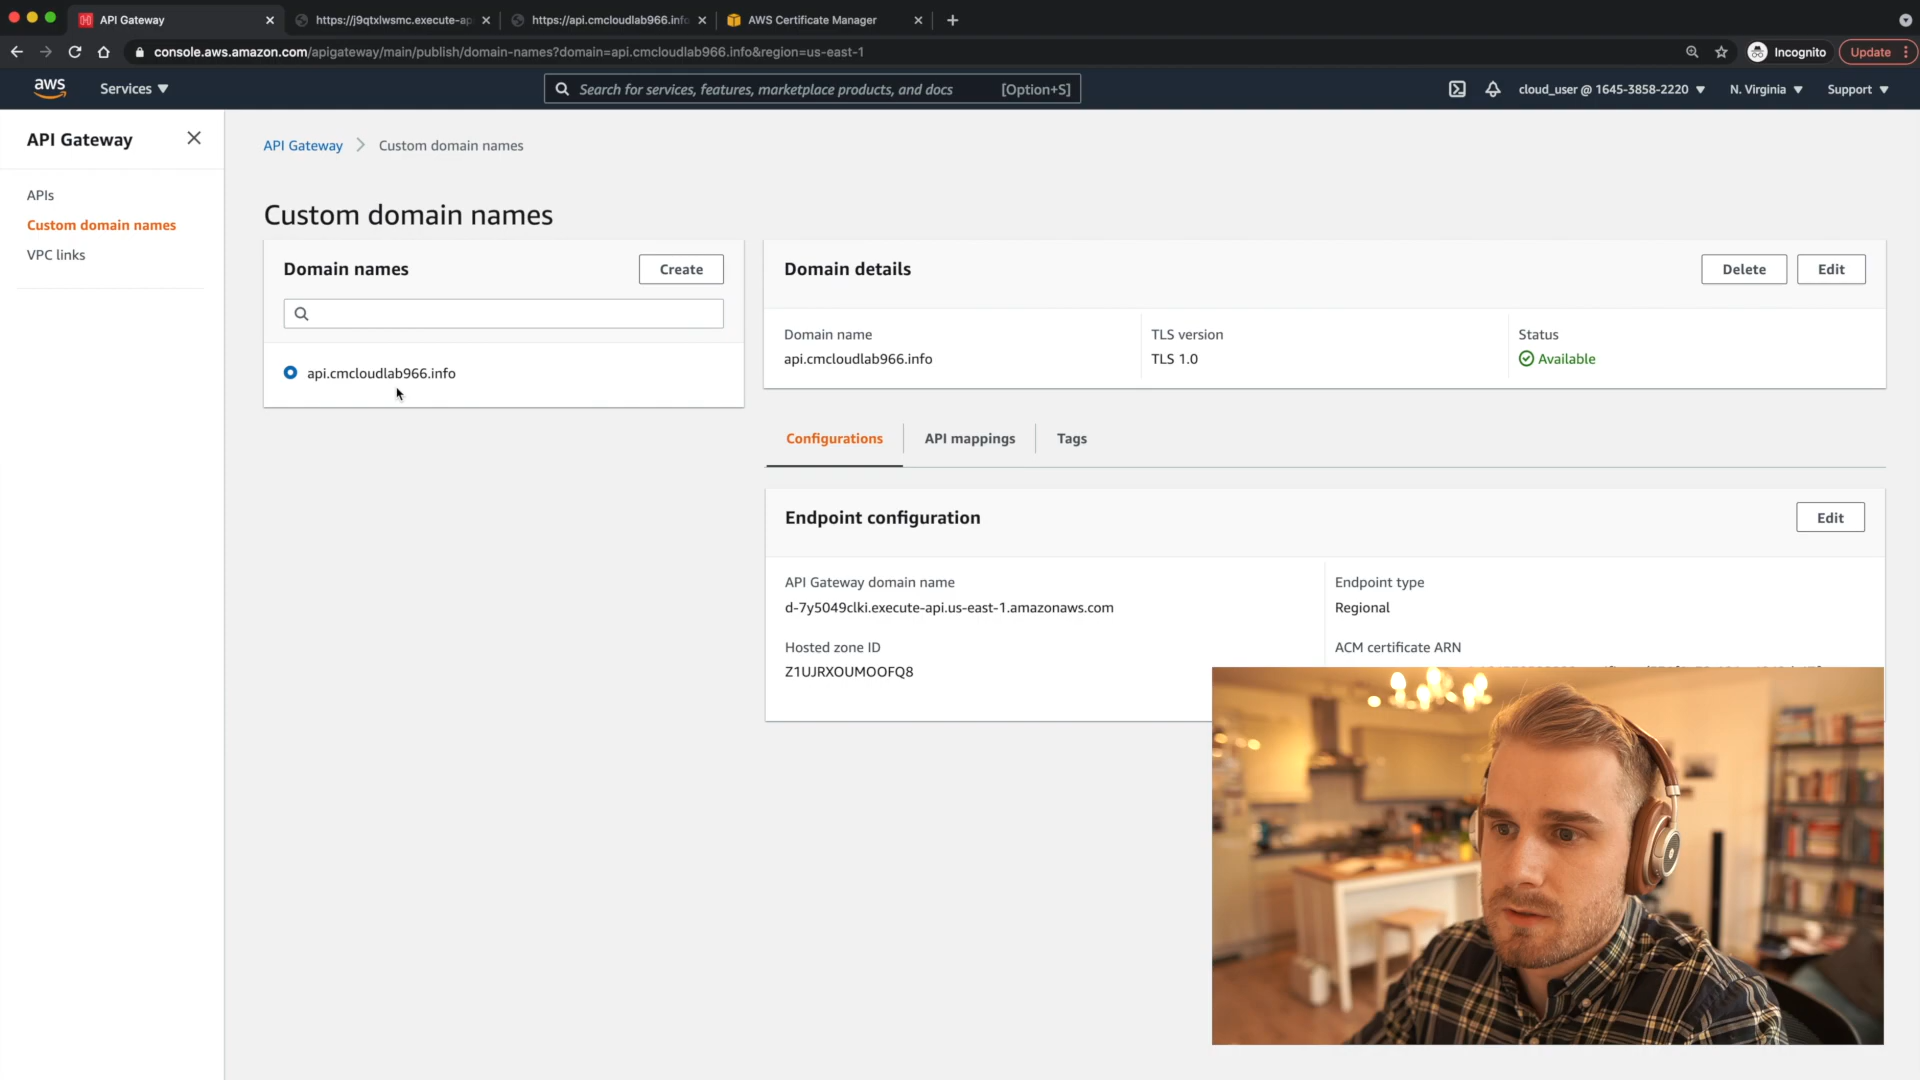 API Gateway
https://j9qtxlwsmc.execute-ap
https://api.cmcloudlab966.info
AWS Certificate Manager
console.aws.amazon.com/apigateway/main/publish/domain-names?domain=api.cmcloudlab966.info&region=us-east-1
Incognito
Update
aws
Services
Search for services, features, marketplace products, and docs
[Option+S]
cloud_user @ 1645-3858-2220
N. Virginia
Support
API Gateway
APIs
Custom domain names
VPC links
API Gateway > Custom domain names
Custom domain names
Domain names
Create
api.cmcloudlab966.info
Domain details
Delete
Edit
Domain name
api.cmcloudlab966.info
TLS version
TLS 1.0
Status
Available
Configurations
API mappings
Tags
Endpoint configuration
Edit
API Gateway domain name
d-7y5049clki.execute-api.us-east-1.amazonaws.com
Endpoint type
Regional
Hosted zone ID
Z1UJRXOUMOOFQ8
ACM certificate ARN